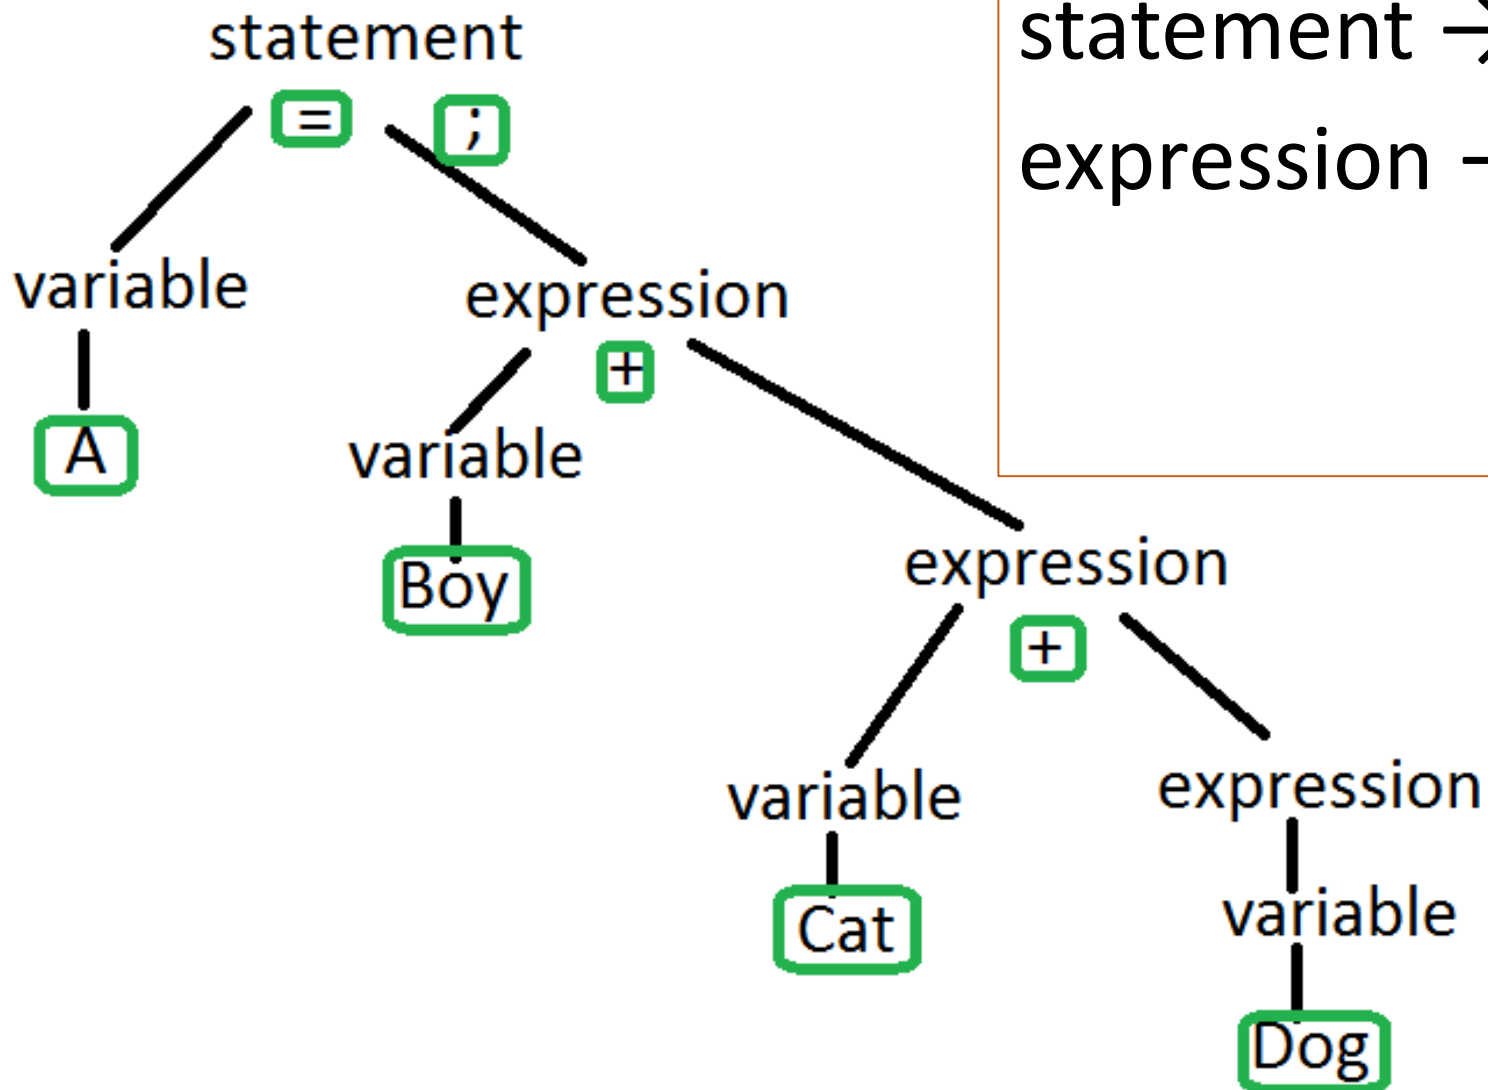 statement
= ;
variable
expression
+
A
variable
Boy
expression
+
variable
expression
Cat
variable
Dog
statement →
expression